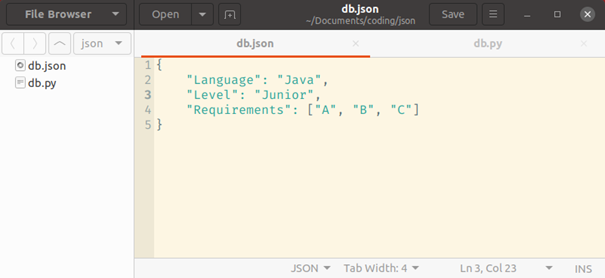 File Browser
Open
db.json
~/Documents/coding/json
Save
json
db.json
db.py
db.json
db.py
1 {
2 "Language": "Java",
3 "Level": "Junior",
4 "Requirements": ["A", "B", "C"]
5 }
JSON
Tab Width: 4
Ln 3, Col 23
INS